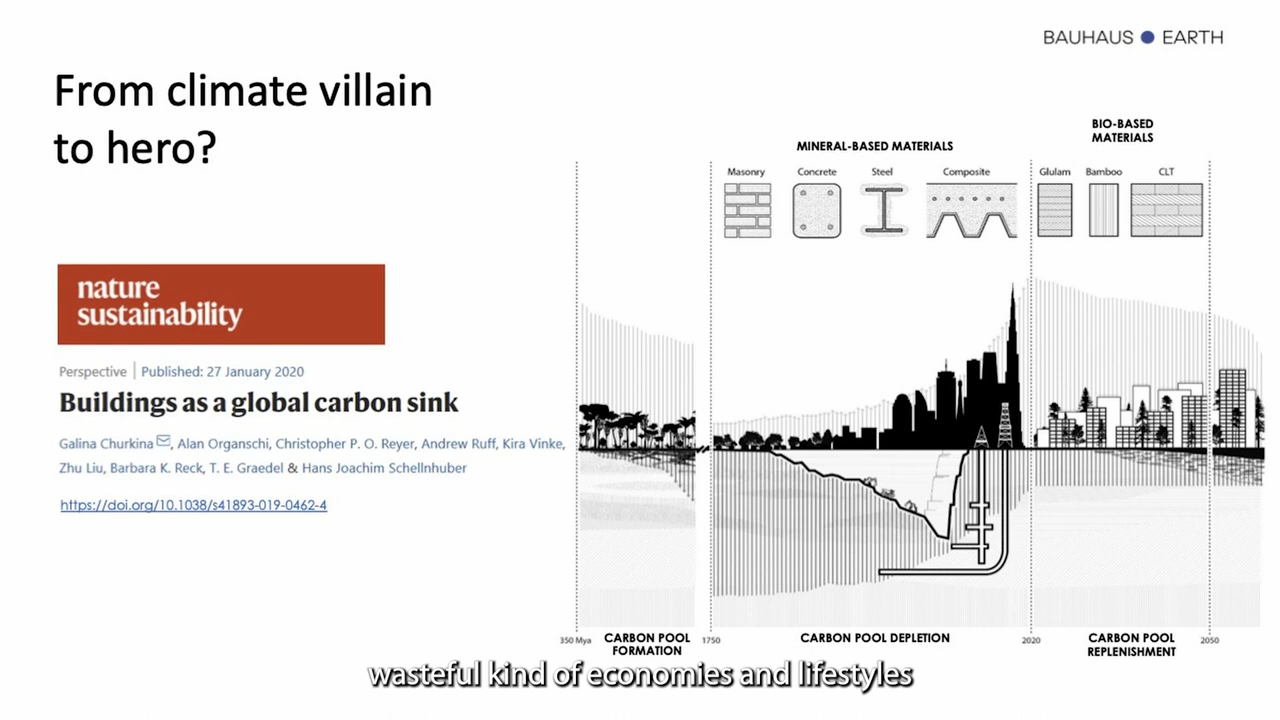 BAUHAUS EARTH
From climate villain
to hero?
nature
sustainability
Perspective | Published: 27 January 2020
Buildings as a global carbon sink
Galina Churkina, Alan Organschi, Christopher P. O. Reyer, Andrew Ruff, Kira Vinke,
Zhu Liu, Barbara K. Reck, T. E. Graedel & Hans Joachim Schellnhuber
https://doi.org/10.1038/s41893-019-0462-4
MINERAL-BASED MATERIALS
BIO-BASED
MATERIALS
Masonry Concrete Steel Composite Glulam Bamboo CLT
350 Mya
CARBON POOL
FORMATION
1750
CARBON POOL DEPLETION
2020
CARBON POOL
REPLENISHMENT
2050
wasteful kind of economies and lifestyles